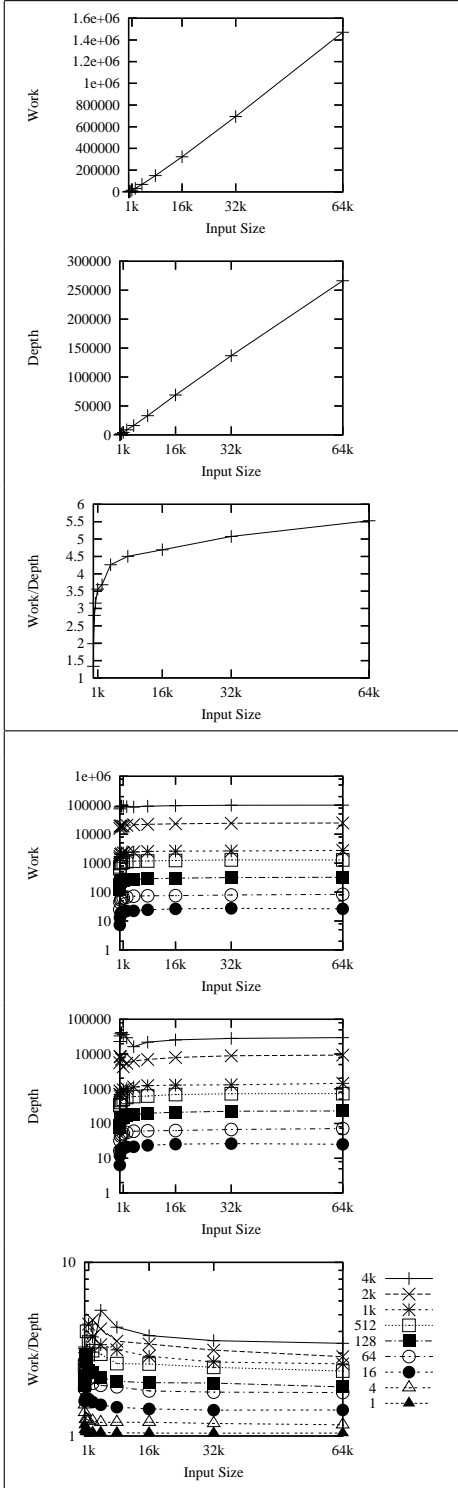 1.6e+06
1.4e+06
1.2e+06
1e+06
800000
600000
400000
200000
0
Work
1k 16k 32k 64k
Input Size
300000
250000
200000
150000
100000
50000
0
Depth
1k 16k 32k 64k
Input Size
6
5.5
5
4.5
4
3.5
3
2.5
2
1.5
1
Work/Depth
1k 16k 32k 64k
Input Size
1e+06
100000
10000
1000
100
10
1
Work
1k 16k 32k 64k
Input Size
100000
10000
1000
100
10
1
Depth
1k 16k 32k 64k
Input Size
10
1
Work/Depth
1k 16k 32k 64k
Input Size
4k
2k
1k
512
128
64
16
4
1